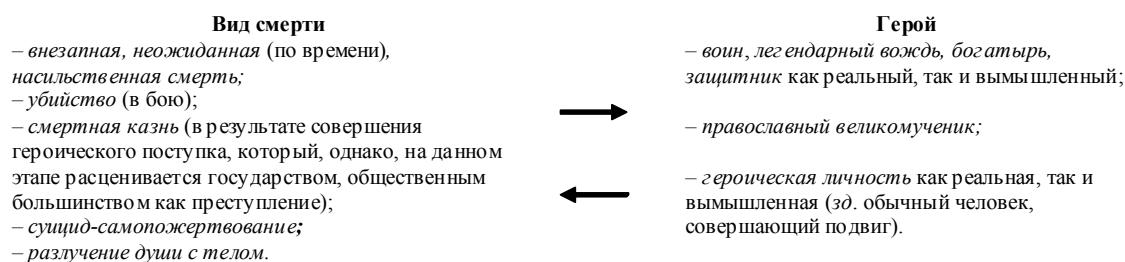 Вид смерти
– внезапная, неожиданная (по времени),
насильственная смерть;
– убийство (в бою);
– смертная казнь (в результате совершения
героического поступка, который, однако, на данном
этапе расценивается государством, общественным
большинством как преступление);
– суицид-самопожертвование;
– разлучение души с телом.
Герой
– воин, легендарный вождь, богатырь,
защитник как реальный, так и вымышленный;
– православный великомученик;
– героическая личность как реальная, так и
вымышленная (зд. обычный человек,
совершающий подвиг).